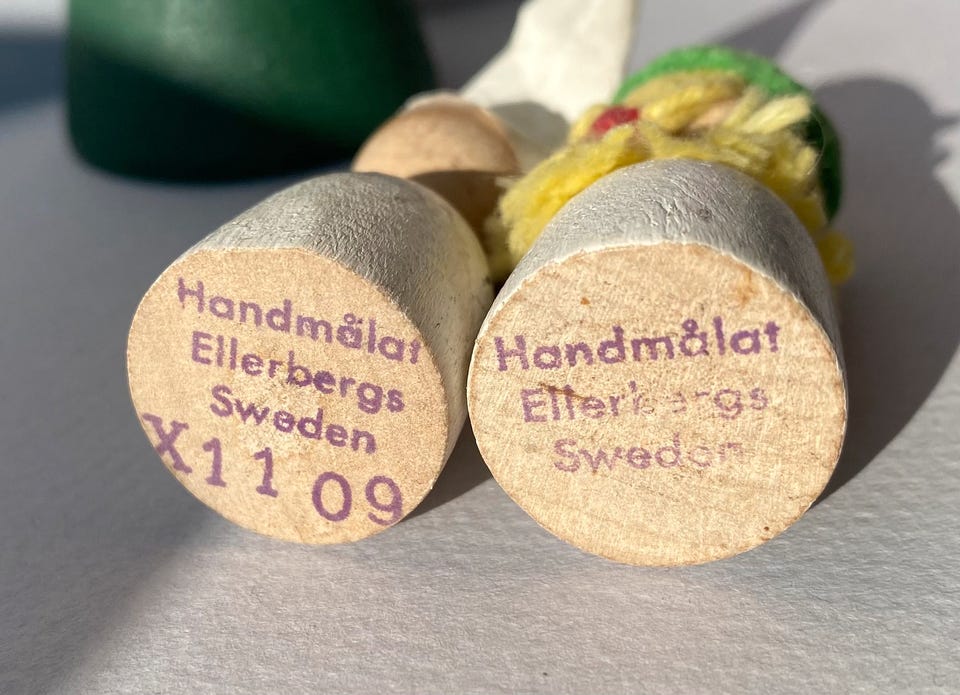 Handmålat
Ellerbergs
Sweden
X11 09
Handmålat
Ellerbergs
Sweden